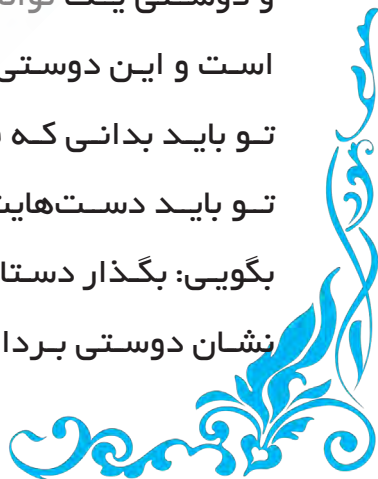 و دوستی یک
است و این دوستی
تو باید بدانی که
تو باید دست‌هایت
بگویی: بگذار
نشان دوستی